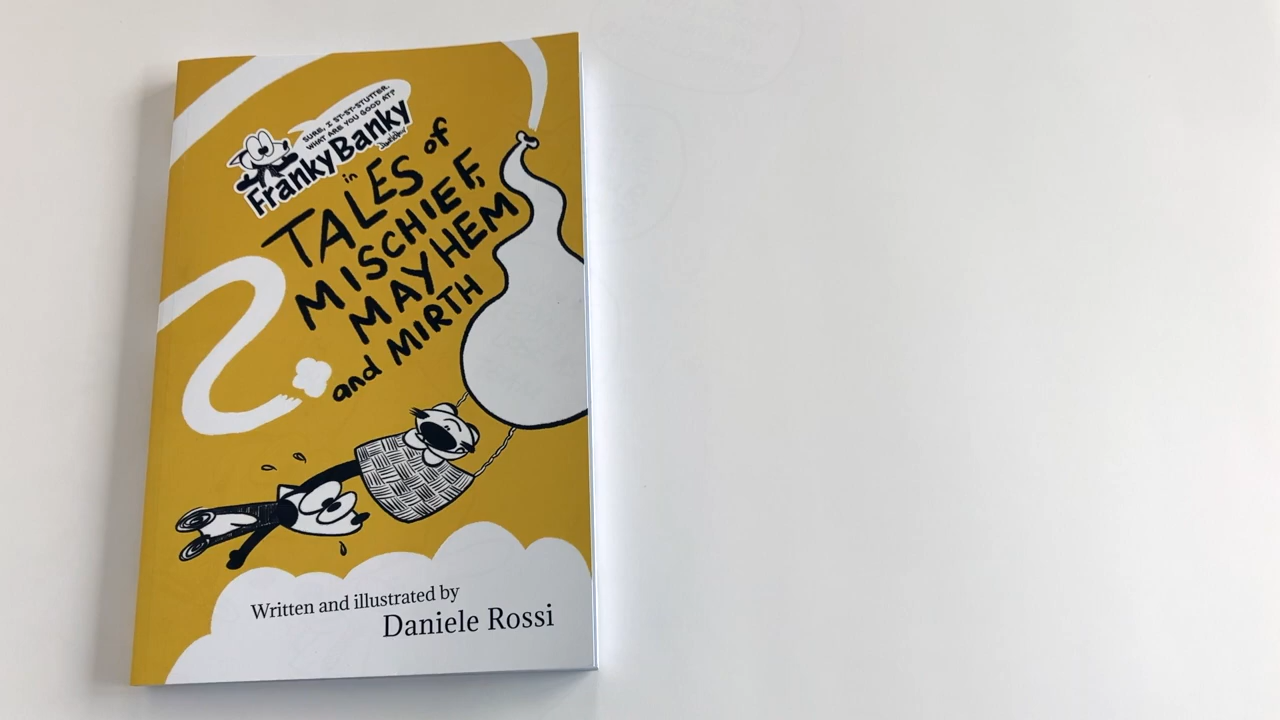 SURE, I ST-ST-STUTTER.
WHAT ARE YOU GOOD AT?
Franky Banky
in
TALES of
MISCHIEF,
MAYHEM
and MIRTH
Written and illustrated by
Daniele Rossi